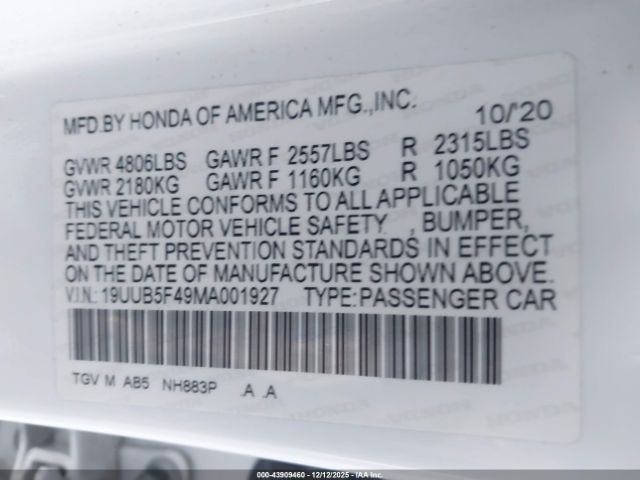 MFD.BY HONDA OF AMERICA MFG.,INC. 10/'20
GVWR 4806LBS GAWR F 2557LBS R 2315LBS
GVWR 2180KG GAWR F 1160KG R 1050KG
THIS VEHICLE CONFORMS TO ALL APPLICABLE
FEDERAL MOTOR VEHICLE SAFETY , BUMPER,
AND THEFT PREVENTION STANDARDS IN EFFECT
ON THE DATE OF MANUFACTURE SHOWN ABOVE.
V.I.N.: 19UUB5F49MA001927 TYPE:PASSENGER CAR
TGV M AB5 NH883P .A .A
000-43909460 - 12/12/2025 - IAA Inc.